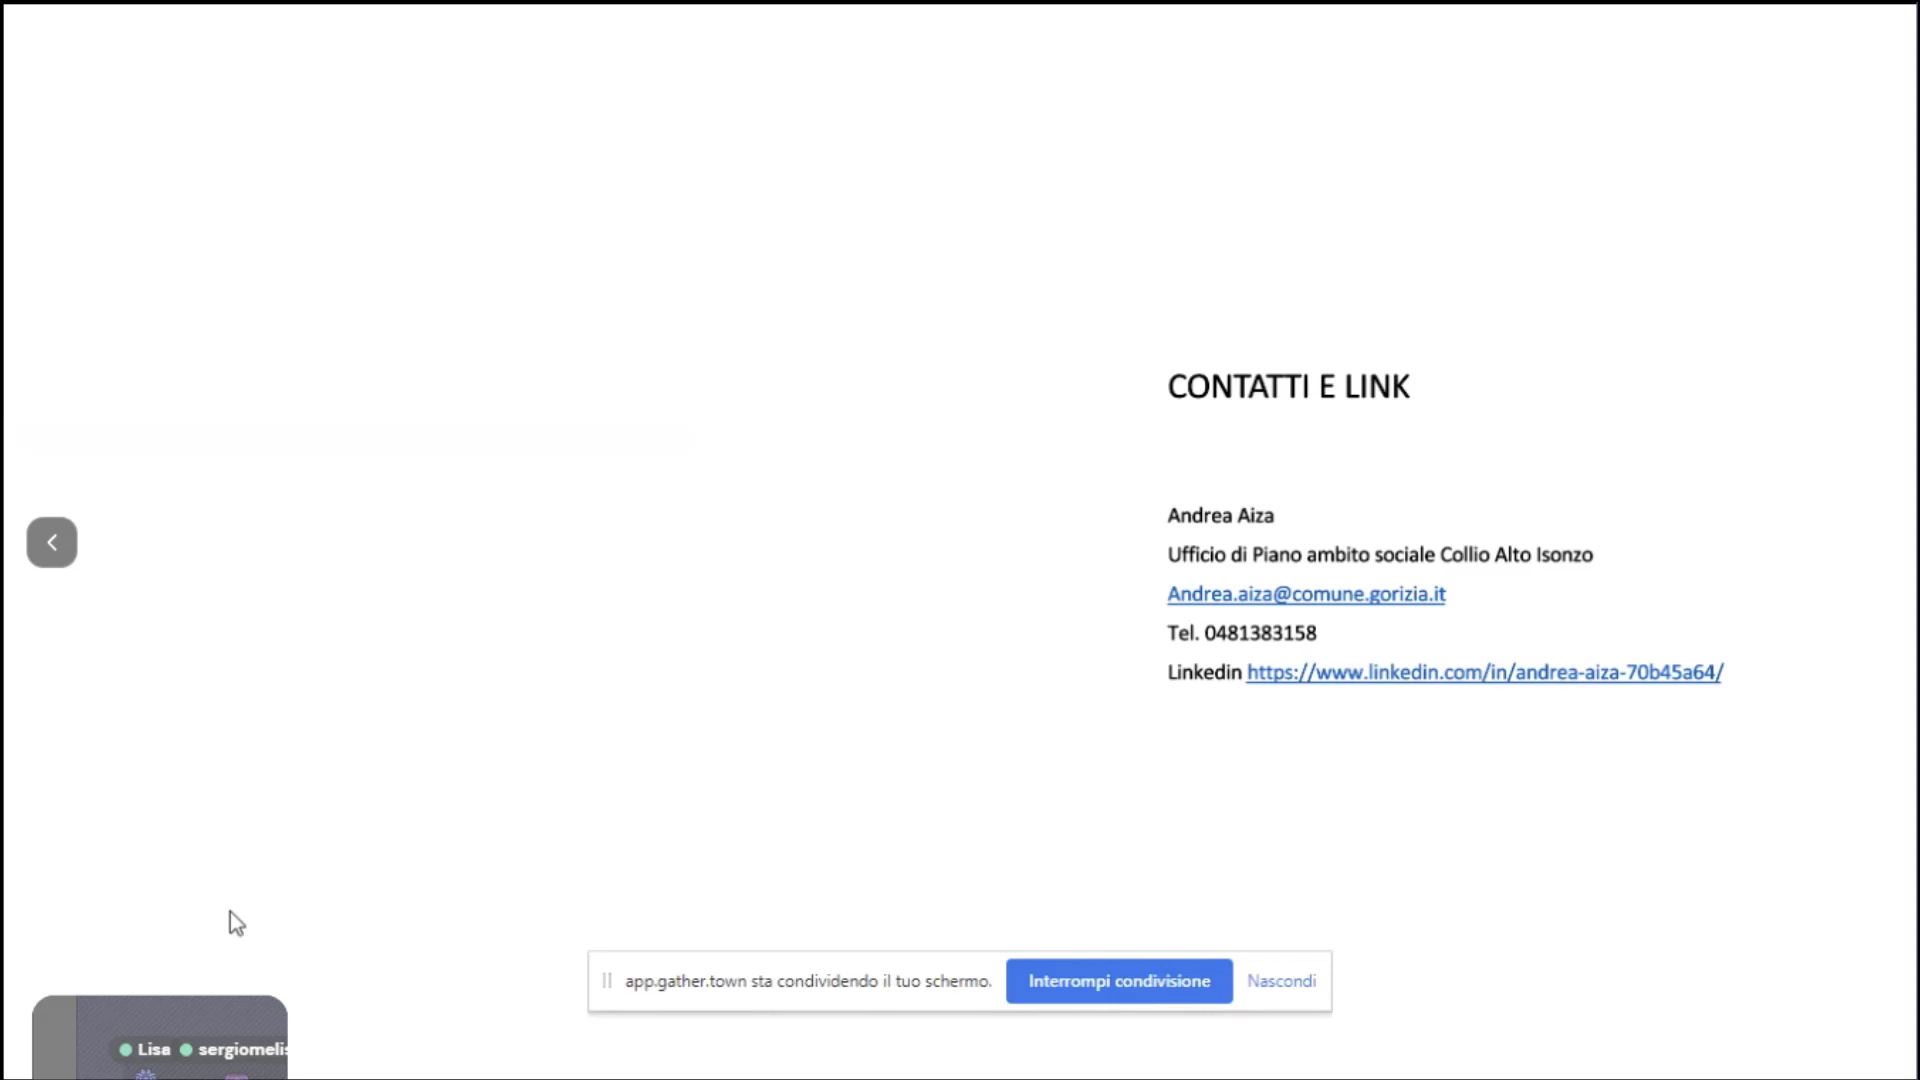 CONTATTI E LINK
Andrea Aiza
Ufficio di Piano ambito sociale Collio Alto Isonzo
Andrea.aiza@comune.gorizia.it
Tel. 0481383158
Linkedin https://www.linkedin.com/in/andrea-aiza-70b45a64/
app.gather.town sta condividendo il tuo schermo. Interrompi condivisione Nascondi
Lisa sergiomelis